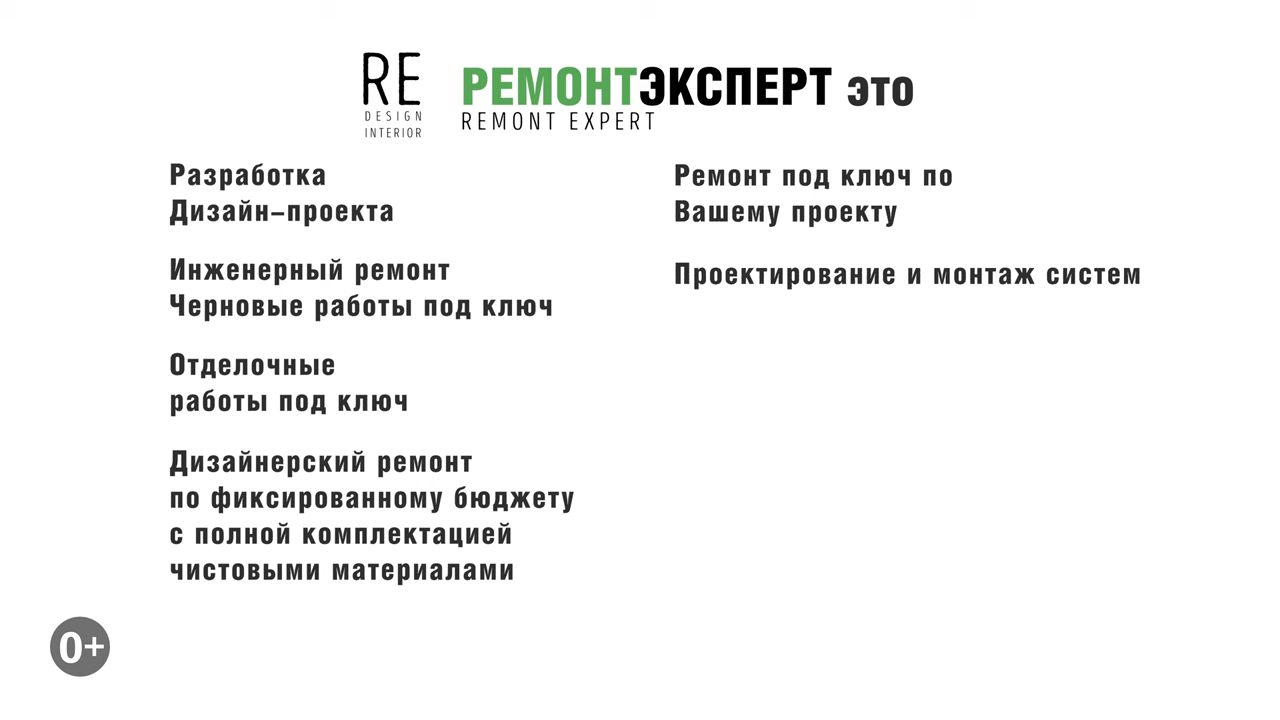 RE
DESIGN
INTERIOR
РЕМОНТЭКСПЕРТ это
REMONT EXPERT
Разработка
Дизайн–проекта
Инженерный ремонт
Черновые работы под ключ
Отделочные
работы под ключ
Дизайнерский ремонт
по фиксированному бюджету
с полной комплектацией
чистовыми материалами
Ремонт под ключ по
Вашему проекту
Проектирование и монтаж систем
0+